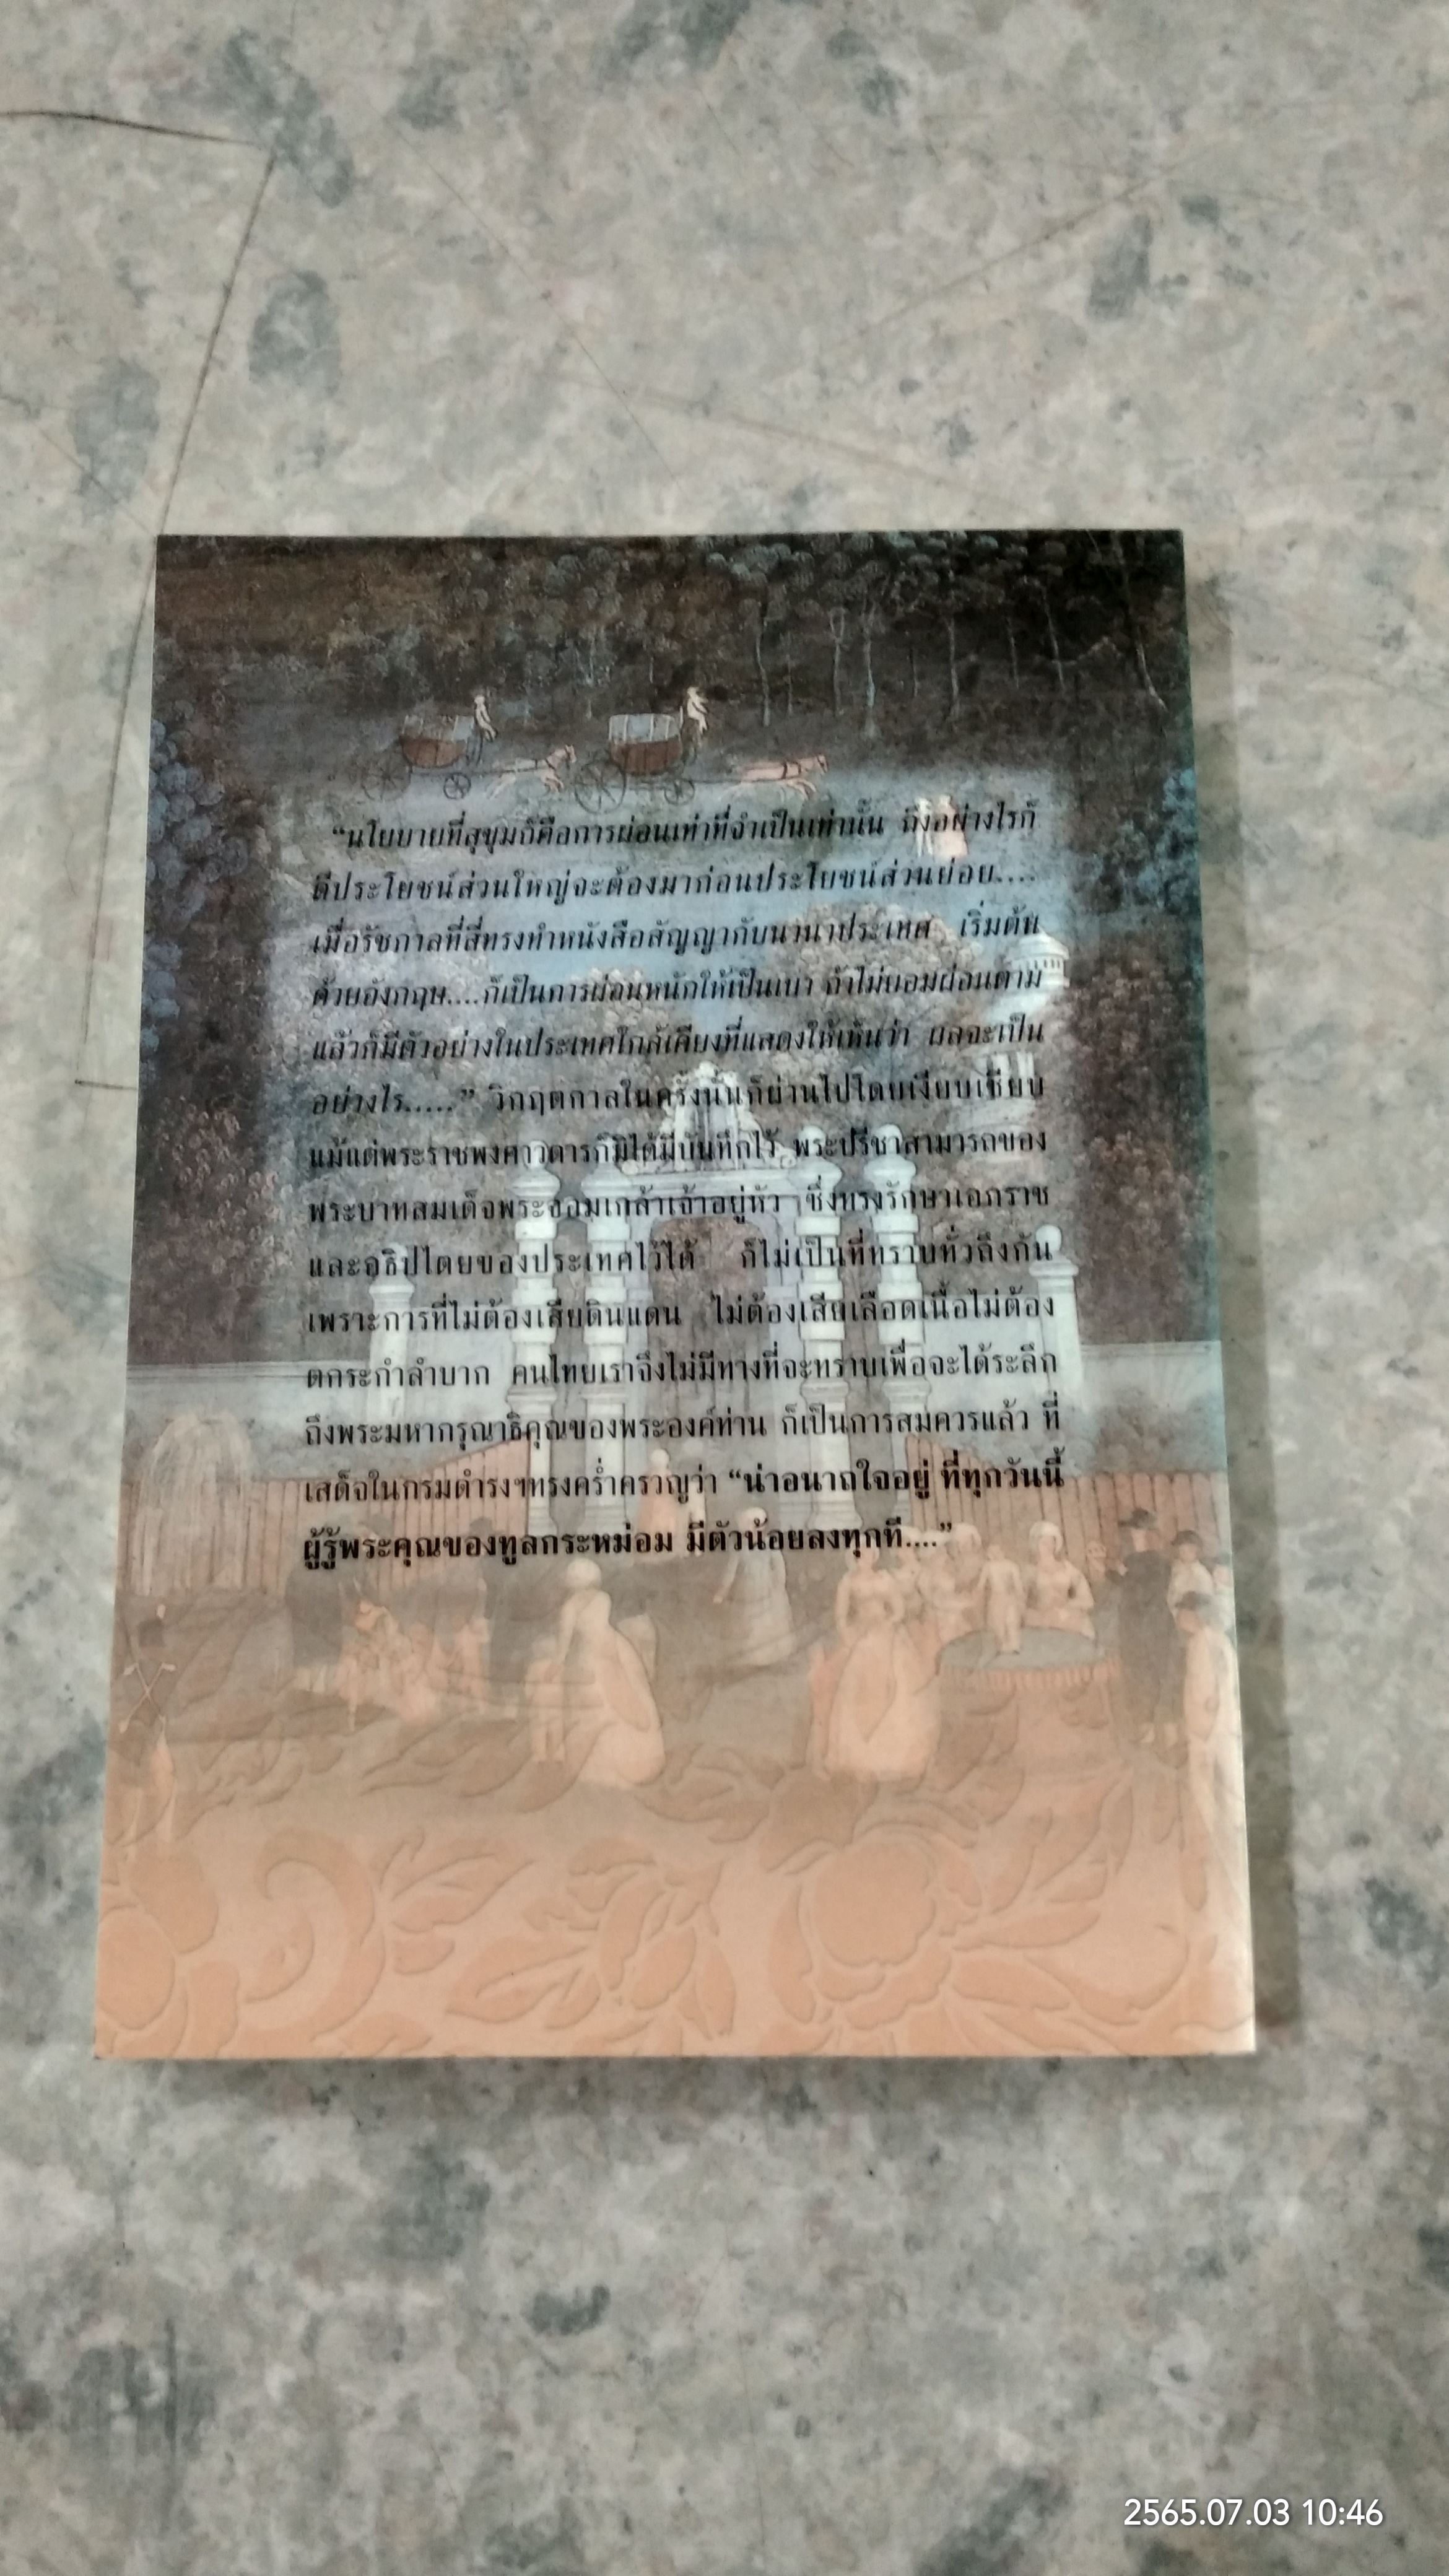 “นโยบายที่สุขุมก็คือการผ่อนเท่าที่จำเป็นเท่านั้น ถึงอย่างไรก็
ดีประโยชน์ส่วนใหญ่จะต้องมาก่อนประโยชน์ส่วนย่อย....
เมื่อรัชกาลที่สี่ทรงทำหนังสือสัญญากับนานาประเทศ เริ่มต้น
ด้วยอังกฤษ....ก็เป็นการผ่อนหนักให้เป็นเบา ถ้าไม่ยอมผ่อนตาม
แล้วก็มีตัวอย่างในประเทศใกล้เคียงที่แสดงให้เห็นว่า ผลจะเป็น
อย่างไร.....” วิกฤตกาลในครั้งนั้นก็ผ่านไปโดยเงียบเชียบ
แม้แต่พระราชพงศาวดารก็มิได้มีบันทึกไว้ พระปรีชาสามารถของ
พระบาทสมเด็จพระจอมเกล้าเจ้าอยู่หัว ซึ่งทรงรักษาเอกราช
และอธิปไตยของประเทศไว้ได้ ก็ไม่เป็นที่ทราบทั่วถึงกัน
เพราะการที่ไม่ต้องเสียดินแดน ไม่ต้องเสียเลือดเนื้อไม่ต้อง
ตกระกำลำบาก คนไทยเราจึงไม่มีทางที่จะทราบเพื่อจะได้ระลึก
ถึงพระมหากรุณาธิคุณของพระองค์ท่าน ก็เป็นการสมควรแล้ว ที่
เสด็จในกรมดำรงฯทรงคร่ำครวญว่า “น่าอนาถใจอยู่ ที่ทุกวันนี้
ผู้รู้พระคุณของทูลกระหม่อม มีตัวน้อยลงทุกที....”
2565.07.03 10:46